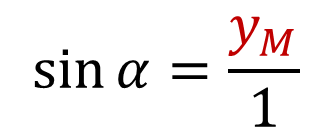 sin α = y_M / 1